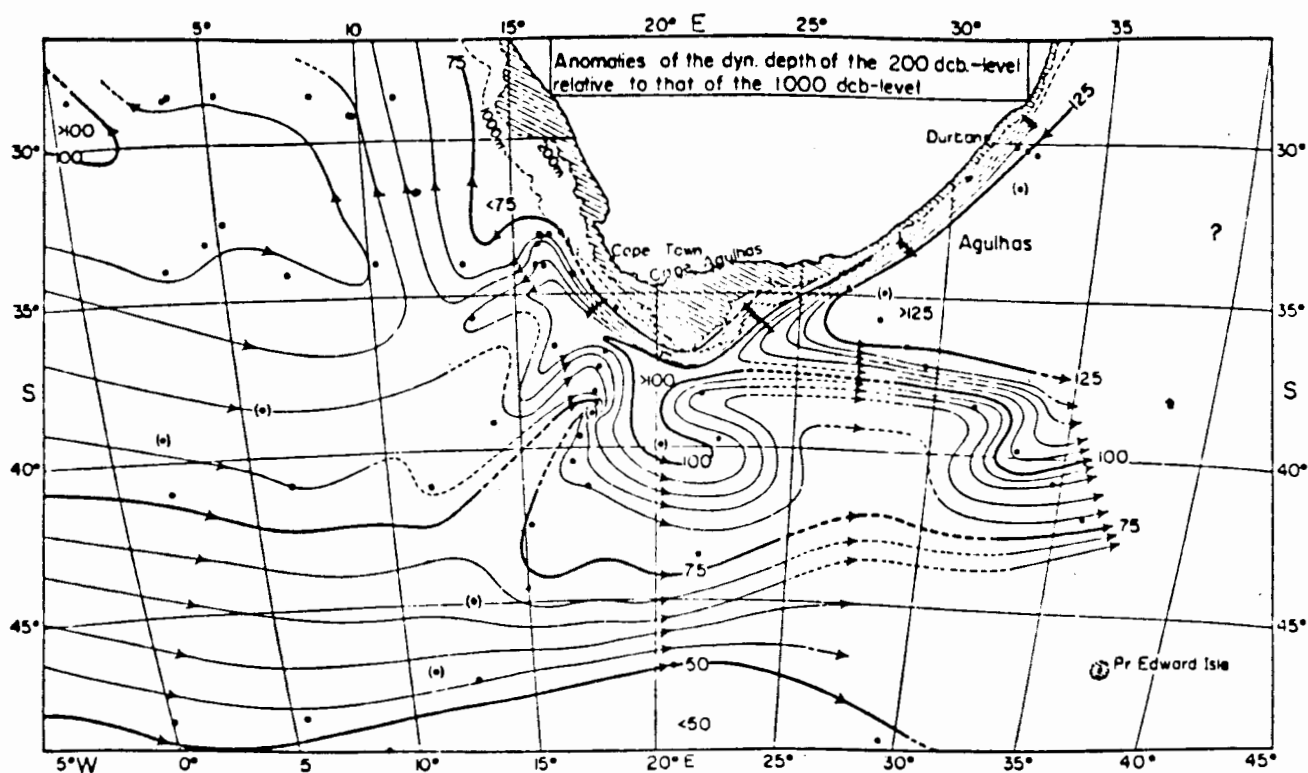 5° 10 15° 20° E 25° 30° 35
Anomaties of the dyn. depth of the 200 dcb.-level
relative to that of the 1000 dcb-level
75
125
>100
100
1000m
200m
Durban
30° 30°
<75
Cape Town
Cape Agulhas
Agulhas
?
35° 35°
>125
>100
125
S S
100
100
40° 40°
75
75
45° 45°
50
Pr Edward Isle
<50
5°W 0° 5° 10° 15° 20°E 25° 30° 35° 40° 45°